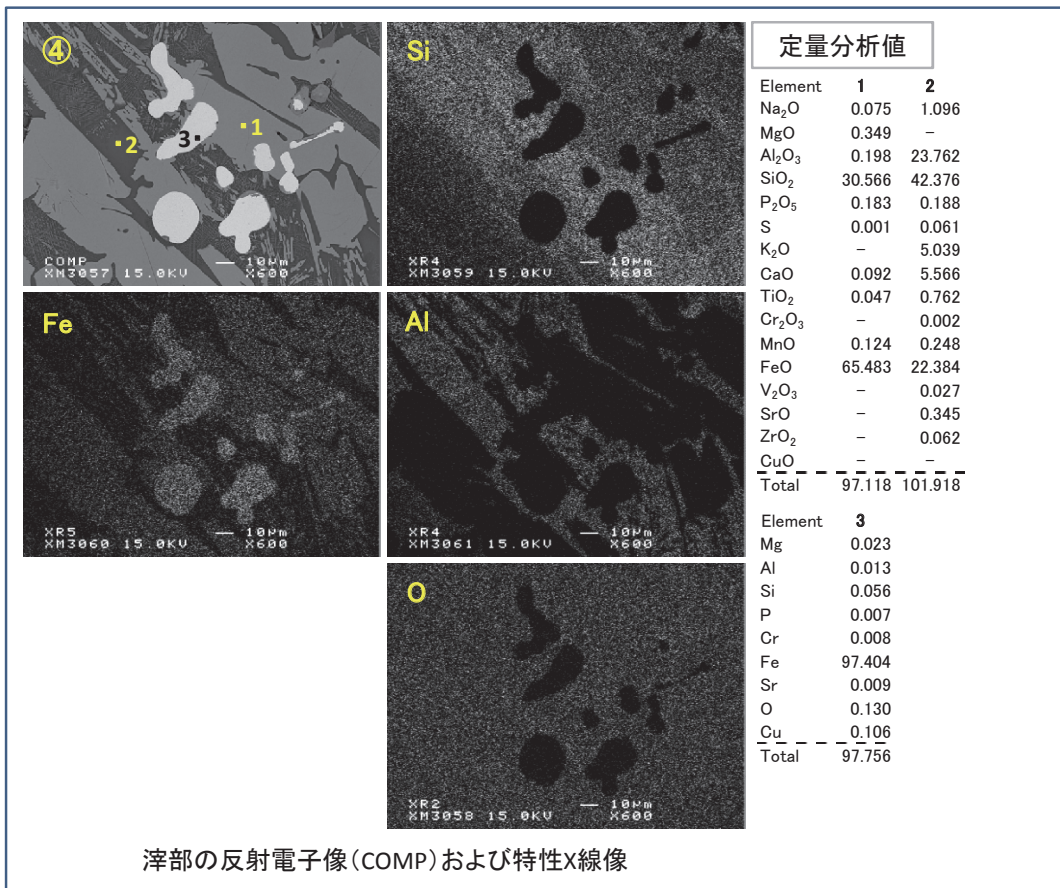 ④
2
3
1
COMP
— 10μm
XM3057 15.0KV X600
Si
XR4
— 10μm
XM3059 15.0KV X600
Fe
XR5
— 10μm
XM3060 15.0KV X600
Al
XR4
— 10μm
XM3061 15.0KV X600
O
XR2
— 10μm
XM3058 15.0KV X600
定量分析値
Element 1 2
Na₂O 0.075 1.096
MgO 0.349 −
Al₂O₃ 0.198 23.762
SiO₂ 30.566 42.376
P₂O₅ 0.183 0.188
S 0.001 0.061
K₂O − 5.039
CaO 0.092 5.566
TiO₂ 0.047 0.762
Cr₂O₃ − 0.002
MnO 0.124 0.248
FeO 65.483 22.384
V₂O₃ − 0.027
SrO − 0.345
ZrO₂ − 0.062
CuO − −
Total 97.118 101.918
Element 3
Mg 0.023
Al 0.013
Si 0.056
P 0.007
Cr 0.008
Fe 97.404
Sr 0.009
O 0.130
Cu 0.106
Total 97.756
滓部の反射電子像(COMP)および特性X線像